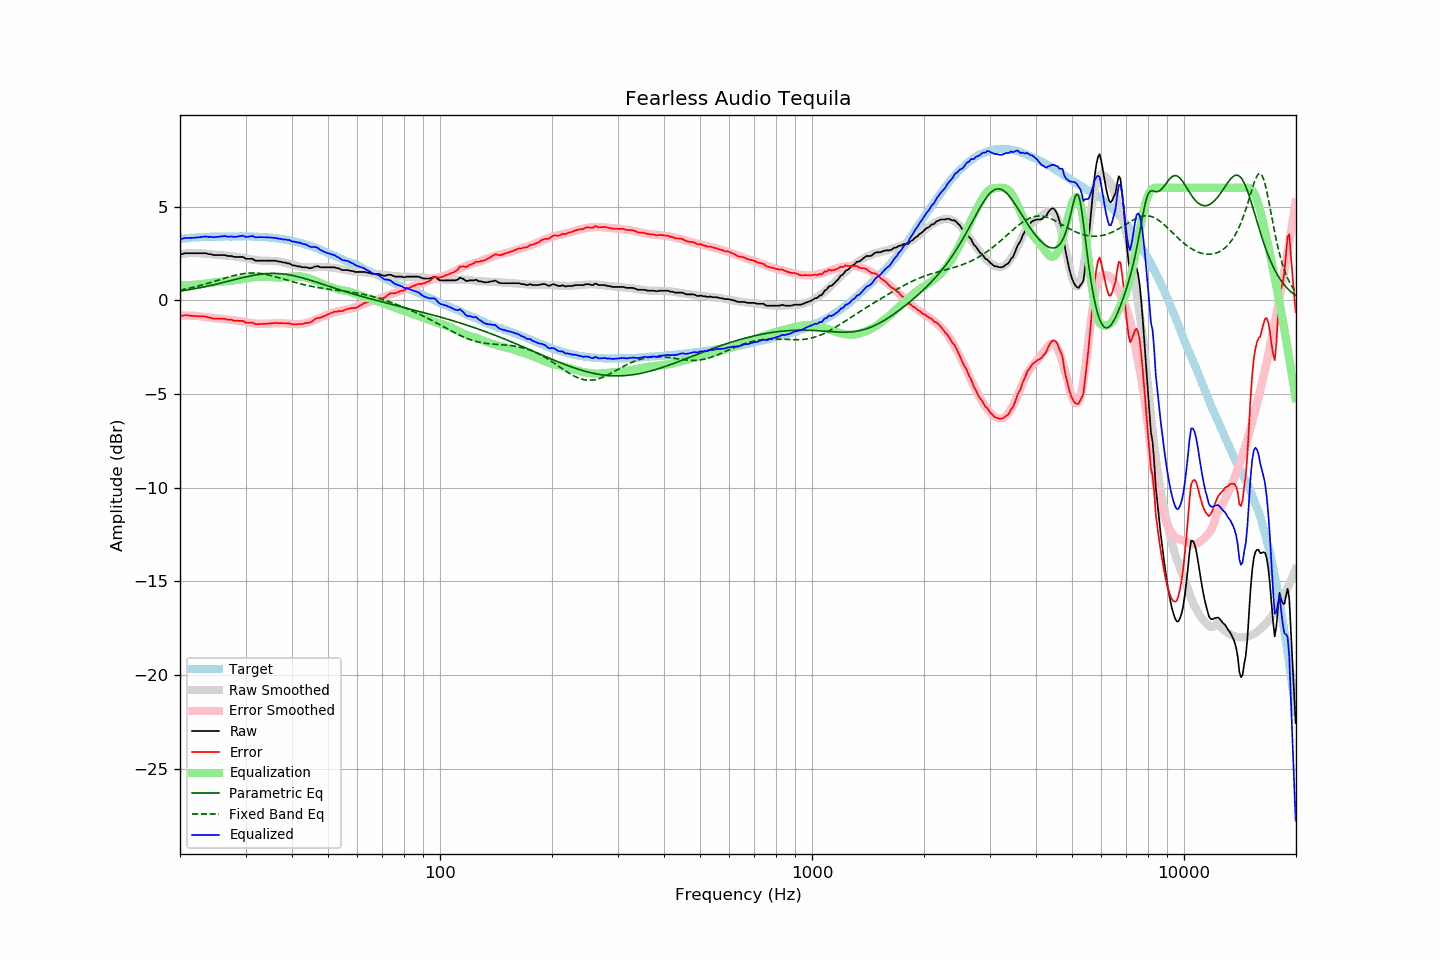 Fearless Audio Tequila
Amplitude (dBr)
5
0
−5
−10
−15
−20
−25
Target
Raw Smoothed
Error Smoothed
Raw
Error
Equalization
Parametric Eq
Fixed Band Eq
Equalized
100 1000 10000
Frequency (Hz)